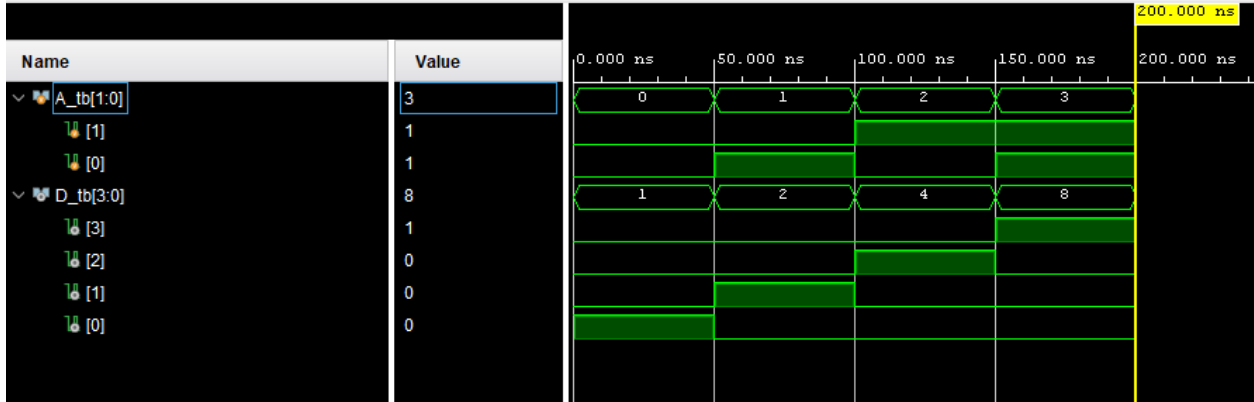 200.000 ns
Name Value 0.000 ns 50.000 ns 100.000 ns 150.000 ns 200.000 ns
A_tb[1:0] 3 0 1 2 3
[1] 1
[0] 1
D_tb[3:0] 8 1 2 4 8
[3] 1
[2] 0
[1] 0
[0] 0